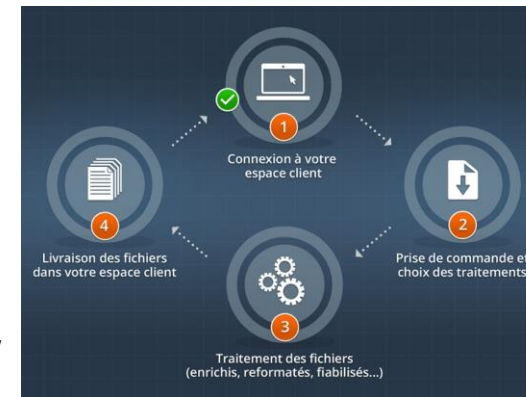 1
Connexion à votre
espace client
2
Prise de commande et
choix des traitements
3
Traitement des fichiers
(enrichis, reformatés, fiabilisés...)
4
Livraison des fichiers
dans votre espace client